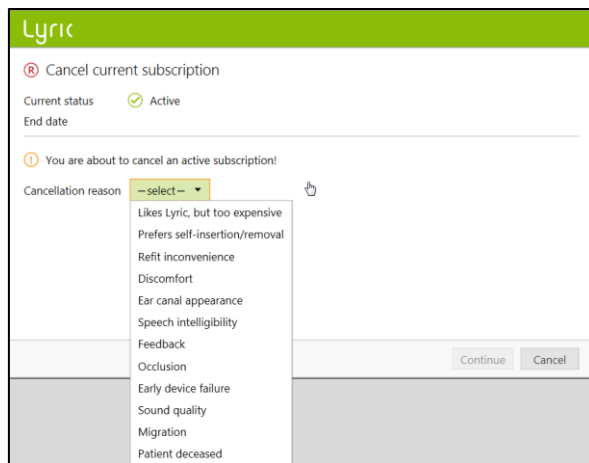 Lyric
R Cancel current subscription
Current status Active
End date
You are about to cancel an active subscription!
Cancellation reason —select—
Likes Lyric, but too expensive
Prefers self-insertion/removal
Refit inconvenience
Discomfort
Ear canal appearance
Speech intelligibility
Feedback
Continue Cancel
Occlusion
Early device failure
Sound quality
Migration
Patient deceased